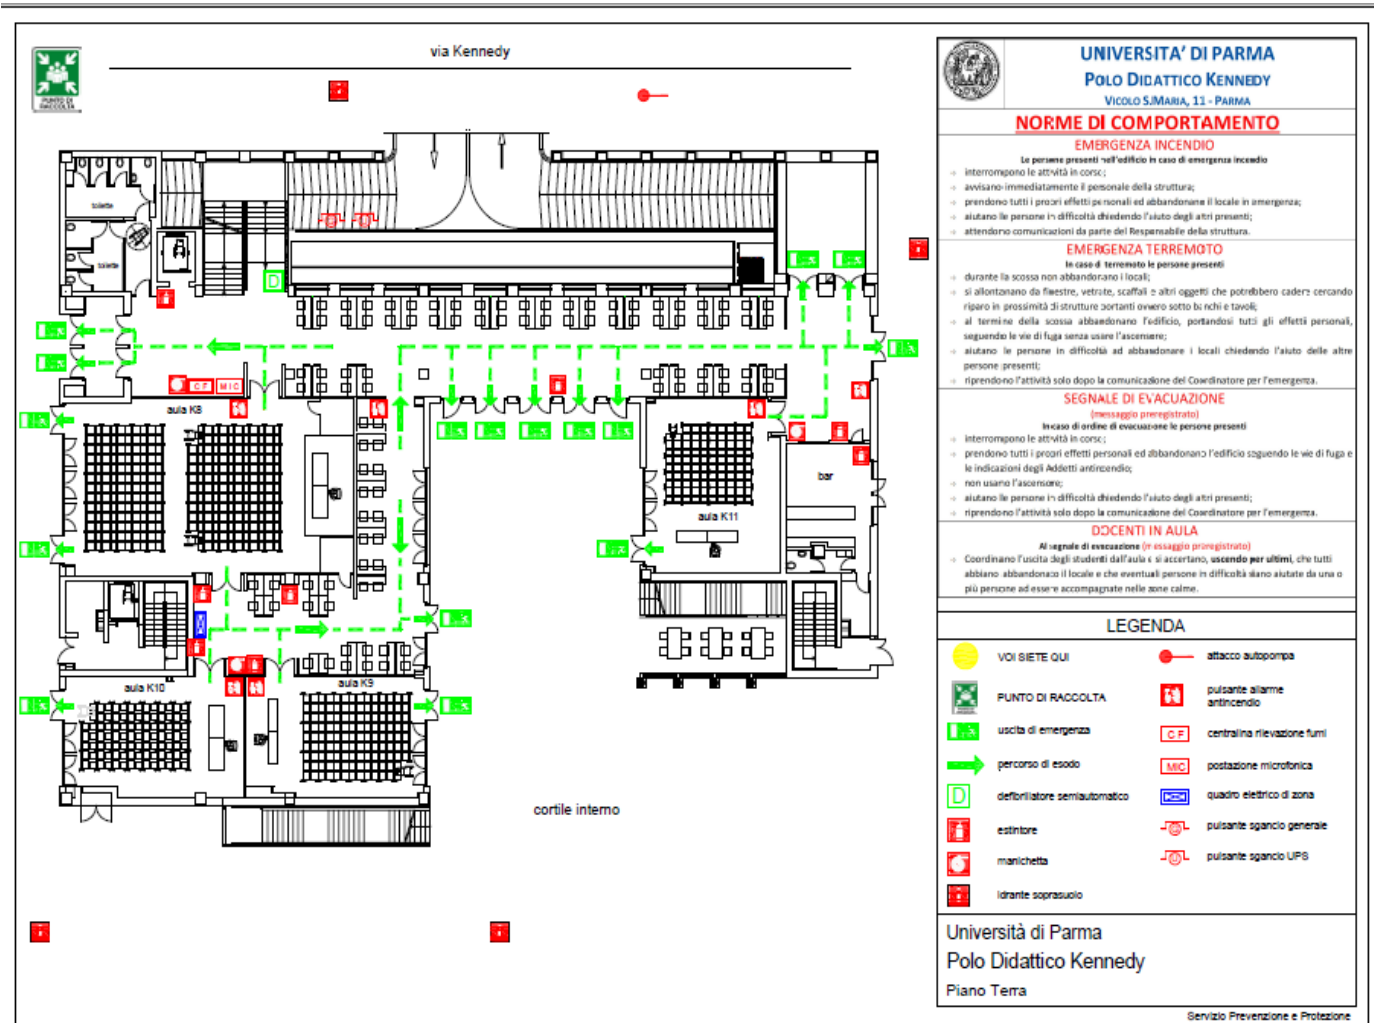 via Kennedy
PUNTO DI
RACCOLTA
toilette
toilette
D
C F
MIC
aula K8
aula K11
bar
aula K10
aula K9
cortile interno
UNIVERSITA' DI PARMA
POLO DIDATTICO KENNEDY
VICOLO S.MARIA, 11 - PARMA
NORME DI COMPORTAMENTO
EMERGENZA INCENDIO
Le persone presenti nell'edificio in caso di emergenza incendio
interrompono le attività in corso;
avvisano immediatamente il personale della struttura;
prendono tutti i propri effetti personali ed abbandonano il locale in emergenza;
aiutano le persone in difficoltà chiedendo l'aiuto degli altri presenti;
attendono comunicazioni da parte del Responsabile della struttura.
EMERGENZA TERREMOTO
In caso di terremoto le persone presenti
durante la scossa non abbandonano i locali;
si allontanano da finestre, vetrate, scaffali e altri oggetti che potrebbero cadere cercando
riparo in prossimità di strutture portanti ovvero sotto banchi e tavoli;
al termine della scossa abbandonano l'edificio, portandosi tutti gli effetti personali,
seguendo le vie di fuga senza usare l'ascensore;
aiutano le persone in difficoltà ad abbandonare i locali chiedendo l'aiuto delle altre
persone presenti;
riprendono l'attività solo dopo la comunicazione del Coordinatore per l'emergenza.
SEGNALE DI EVACUAZIONE
(messaggio preregistrato)
In caso di ordine di evacuazione le persone presenti
interrompono le attività in corso;
prendono tutti i propri effetti personali ed abbandonano l'edificio seguendo le vie di fuga e
le indicazioni degli Addetti antincendio;
non usano l'ascensore;
aiutano le persone in difficoltà chiedendo l'aiuto degli altri presenti;
riprendono l'attività solo dopo la comunicazione del Coordinatore per l'emergenza.
DOCENTI IN AULA
Al segnale di evacuazione (messaggio preregistrato)
Coordinano l'uscita degli studenti dall'aula e si accertano, uscendo per ultimi, che tutti
abbiano abbandonato il locale e che eventuali persone in difficoltà siano aiutate da una o
più persone ad essere accompagnate nelle zone calme.
LEGENDA
VOI SIETE QUI
PUNTO DI RACCOLTA
uscita di emergenza
percorso di esodo
D defibrillatore semiautomatico
estintore
manichetta
idrante soprasuolo
attacco autopompa
pulsante allarme
antincendio
C F centralina rilevazione fumi
MIC postazione microfonica
quadro elettrico di zona
pulsante sgancio generale
pulsante sgancio UPS
Università di Parma
Polo Didattico Kennedy
Piano Terra
Servizio Prevenzione e Protezione